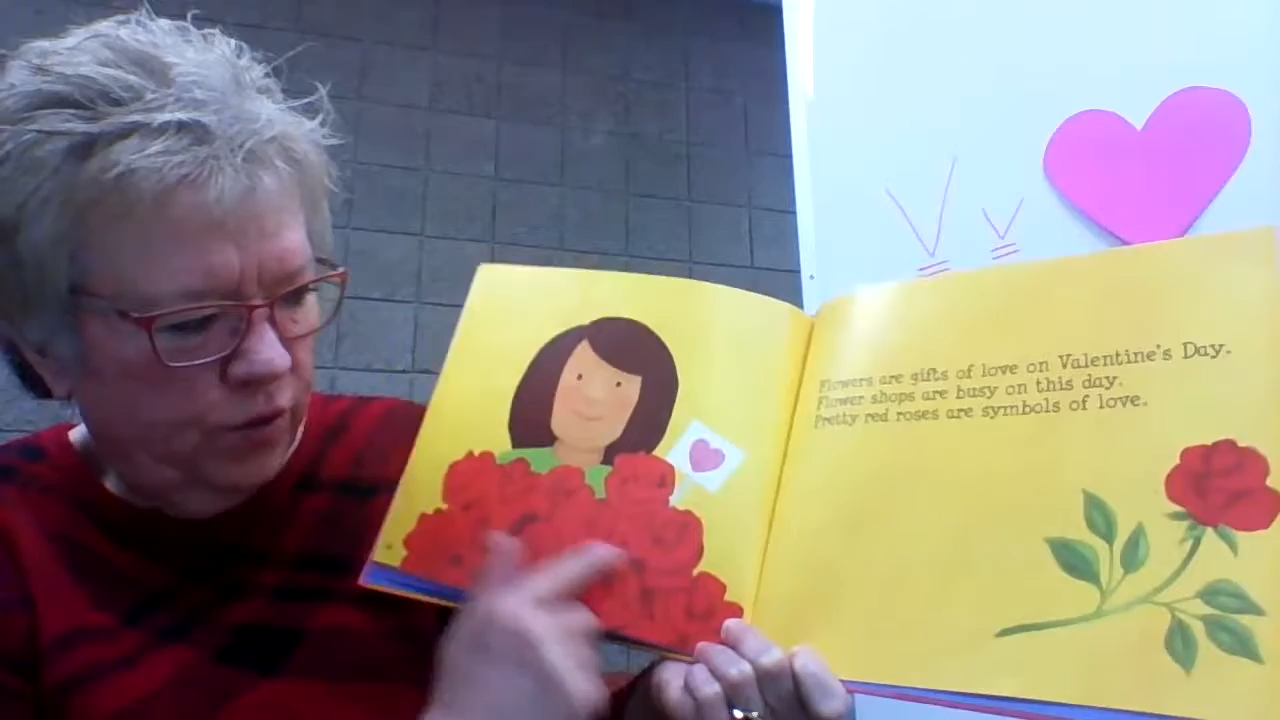 V v
Flowers are gifts of love on Valentine's Day.
Flower shops are busy on this day.
Pretty red roses are symbols of love.